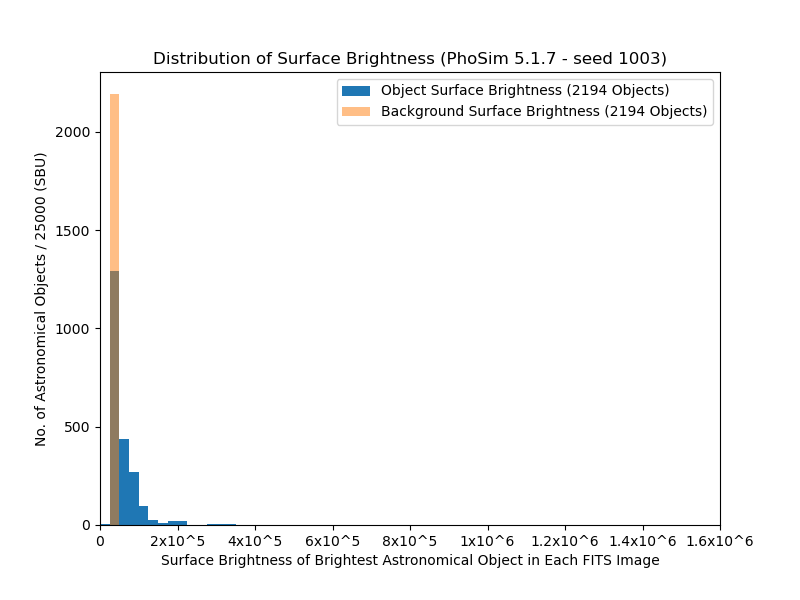 Distribution of Surface Brightness (PhoSim 5.1.7 - seed 1003)
Object Surface Brightness (2194 Objects)
Background Surface Brightness (2194 Objects)
No. of Astronomical Objects / 25000 (SBU)
2000
1500
1000
500
0
0 2x10^5 4x10^5 6x10^5 8x10^5 1x10^6 1.2x10^6 1.4x10^6 1.6x10^6
Surface Brightness of Brightest Astronomical Object in Each FITS Image